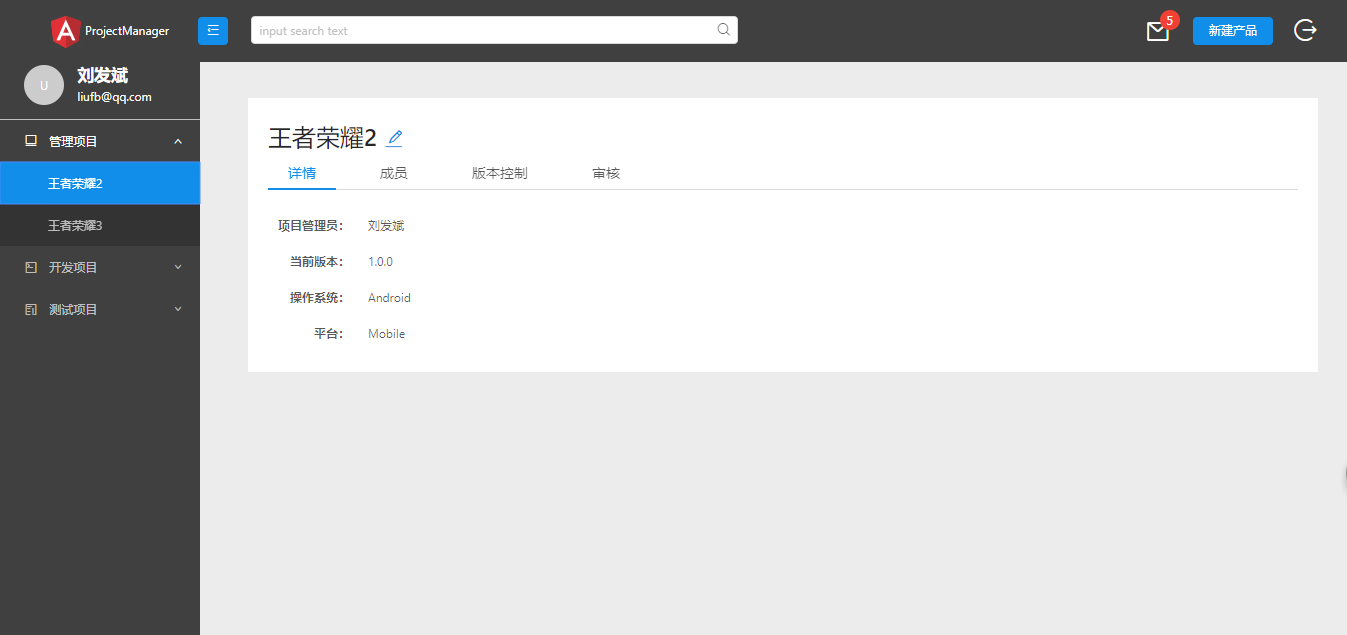 ProjectManager
input search text
5
新建产品
U
刘发斌
liufb@qq.com
管理项目
王者荣耀2
王者荣耀3
开发项目
测试项目
王者荣耀2
详情 成员 版本控制 审核
项目管理员: 刘发斌
当前版本: 1.0.0
操作系统: Android
平台: Mobile